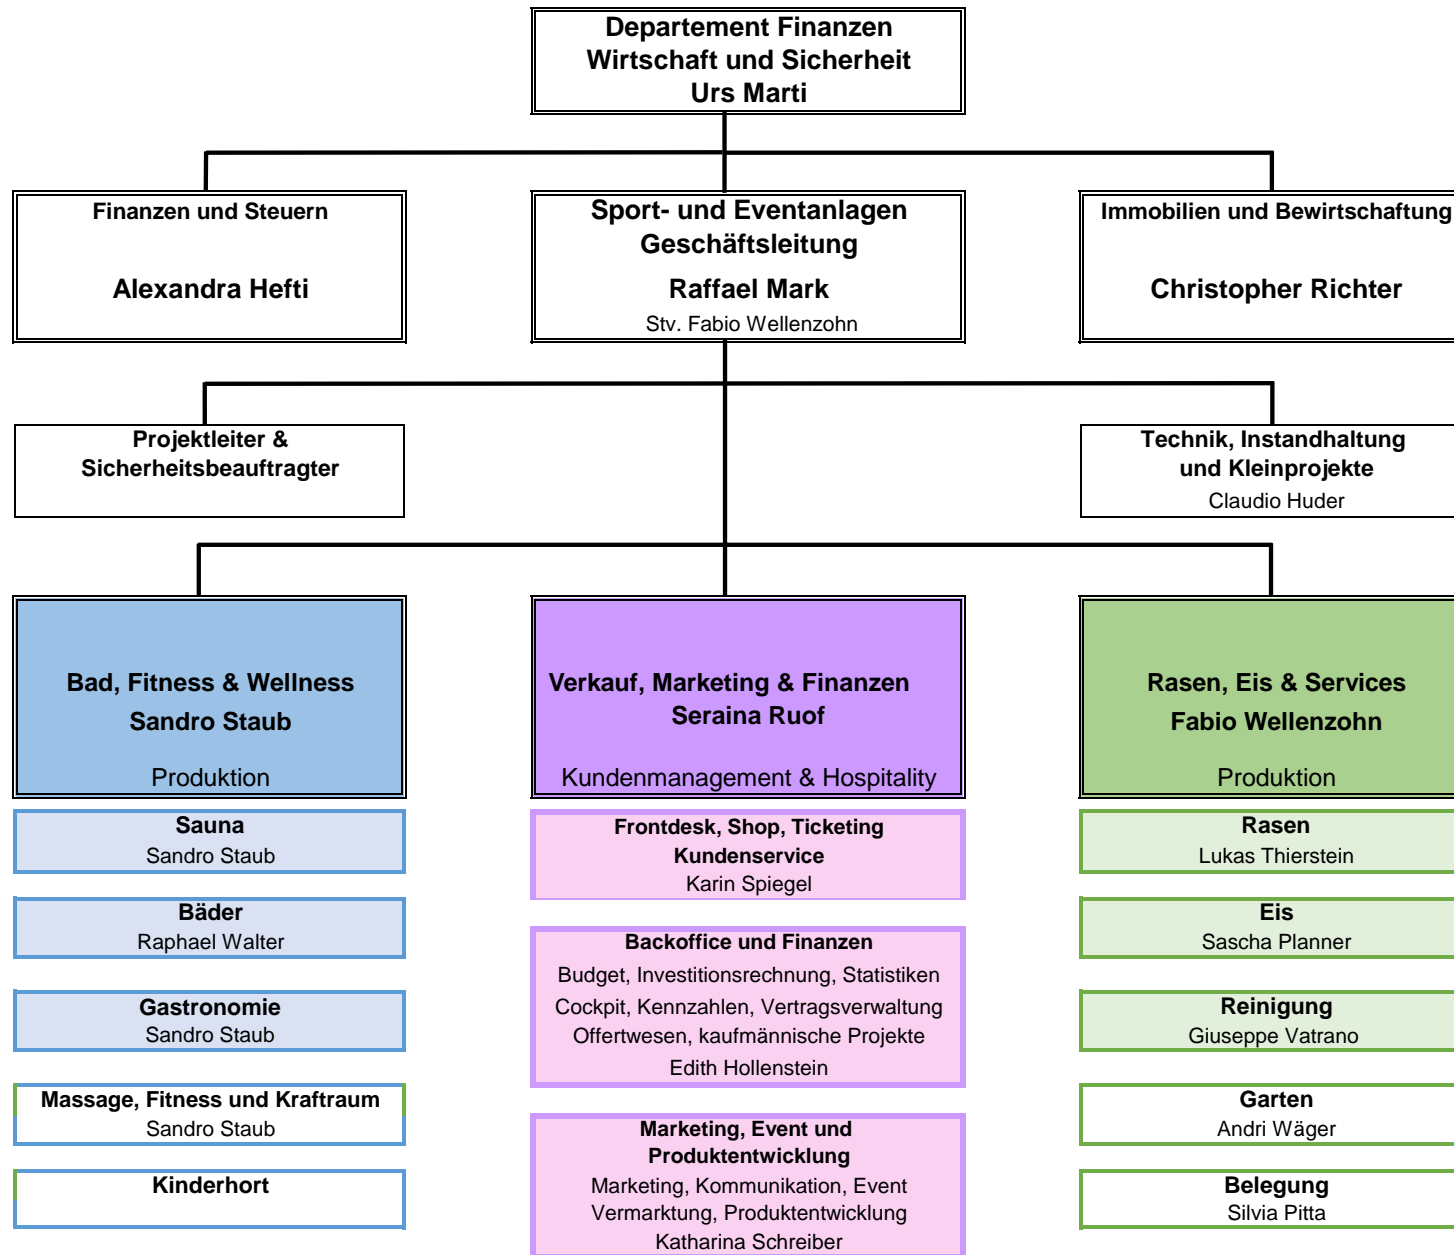 Departement Finanzen
Wirtschaft und Sicherheit
Urs Marti
Finanzen und Steuern
Alexandra Hefti
Sport- und Eventanlagen
Geschäftsleitung
Raffael Mark
Stv. Fabio Wellenzohn
Immobilien und Bewirtschaftung
Christopher Richter
Projektleiter &
Sicherheitsbeauftragter
Technik, Instandhaltung
und Kleinprojekte
Claudio Huder
Bad, Fitness & Wellness
Sandro Staub
Produktion
Verkauf, Marketing & Finanzen
Seraina Ruof
Kundenmanagement & Hospitality
Rasen, Eis & Services
Fabio Wellenzohn
Produktion
Sauna
Sandro Staub
Bäder
Raphael Walter
Gastronomie
Sandro Staub
Massage, Fitness und Kraftraum
Sandro Staub
Kinderhort
Frontdesk, Shop, Ticketing
Kundenservice
Karin Spiegel
Backoffice und Finanzen
Budget, Investitionsrechnung, Statistiken
Cockpit, Kennzahlen, Vertragsverwaltung
Offertwesen, kaufmännische Projekte
Edith Hollenstein
Marketing, Event und
Produktentwicklung
Marketing, Kommunikation, Event
Vermarktung, Produktentwicklung
Katharina Schreiber
Rasen
Lukas Thierstein
Eis
Sascha Planner
Reinigung
Giuseppe Vatrano
Garten
Andri Wäger
Belegung
Silvia Pitta